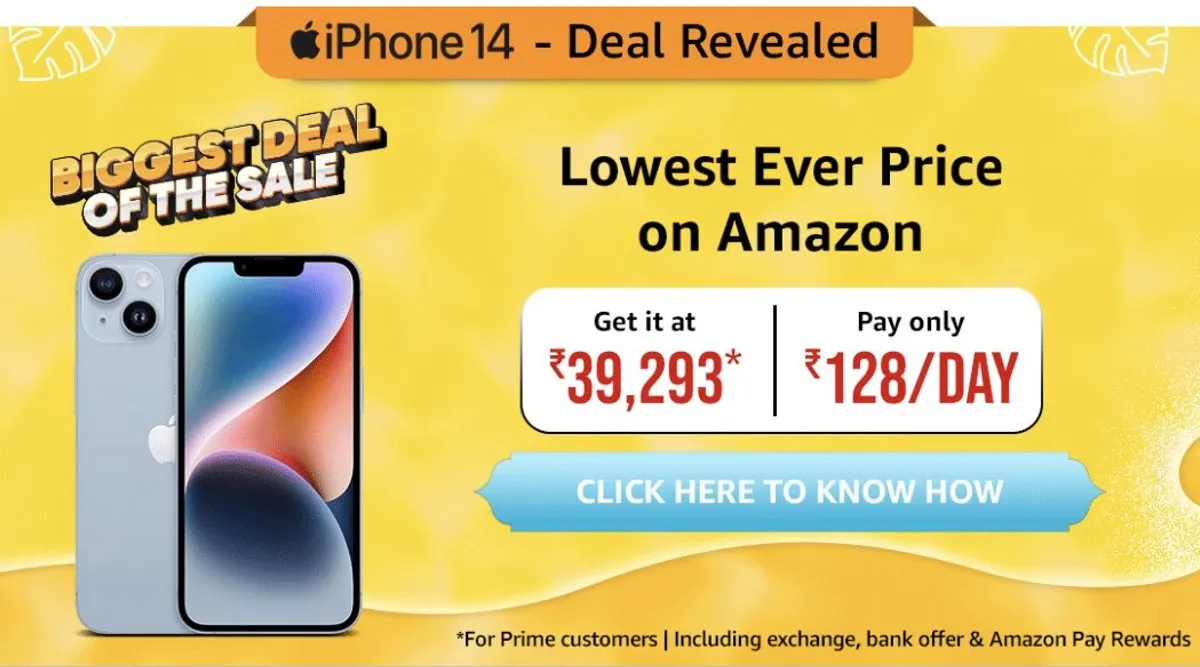 iPhone 14 - Deal Revealed
BIGGEST DEAL
OF THE SALE
Lowest Ever Price
on Amazon
Get it at
₹39,293*
Pay only
₹128/DAY
CLICK HERE TO KNOW HOW
*For Prime customers | Including exchange, bank offer & Amazon Pay Rewards